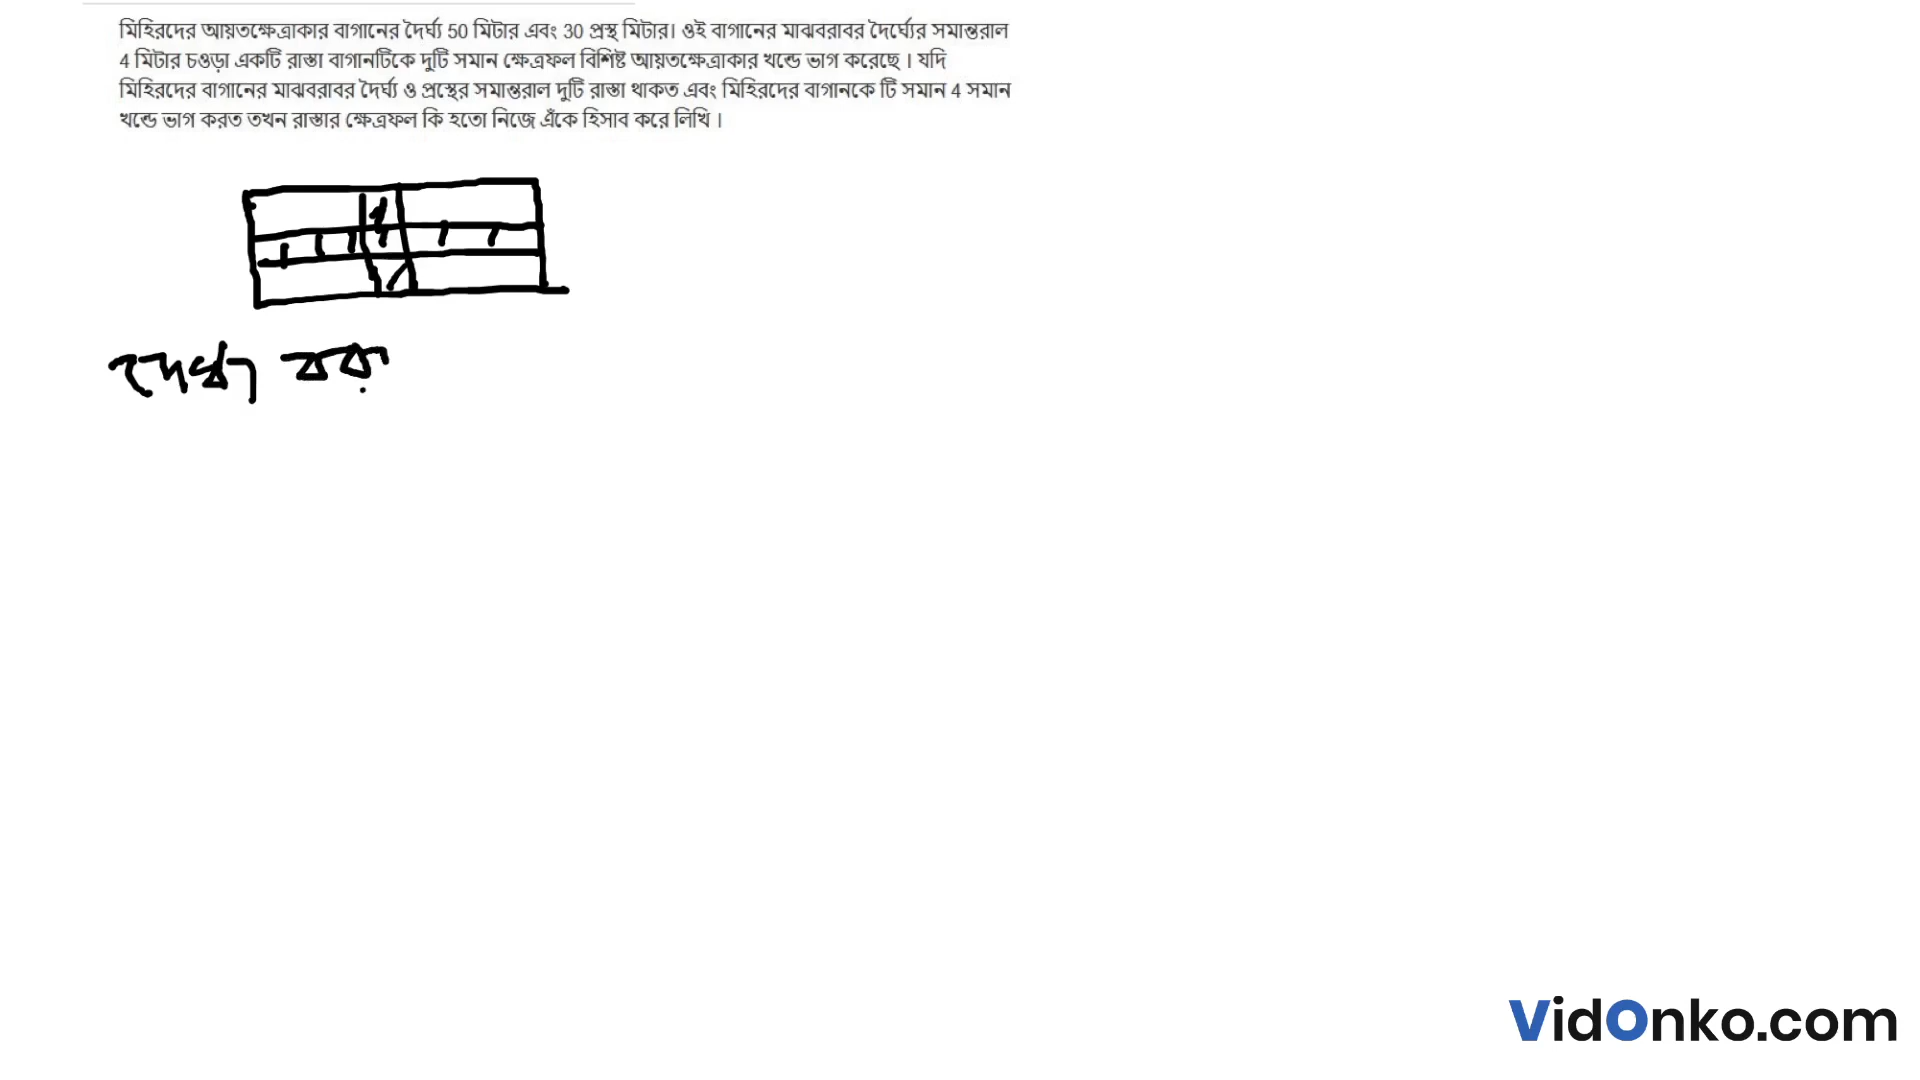 মিহিরদের আয়তক্ষেত্রাকার বাগানের দৈর্ঘ্য 50 মিটার এবং 30 প্রস্থ মিটার। ওই বাগানের মাঝবরাবর দৈর্ঘ্যের সমান্তরাল
4 মিটার চওড়া একটি রাস্তা বাগানটিকে দুটি সমান ক্ষেত্রফল বিশিষ্ট আয়তক্ষেত্রাকার খন্ডে ভাগ করেছে । যদি
মিহিরদের বাগানের মাঝবরাবর দৈর্ঘ্য ও প্রস্থের সমান্তরাল দুটি রাস্তা থাকত এবং মিহিরদের বাগানকে টি সমান 4 সমান
খন্ডে ভাগ করত তখন রাস্তার ক্ষেত্রফল কি হতো নিজে এঁকে হিসাব করে লিখি ।
VidOnko.com